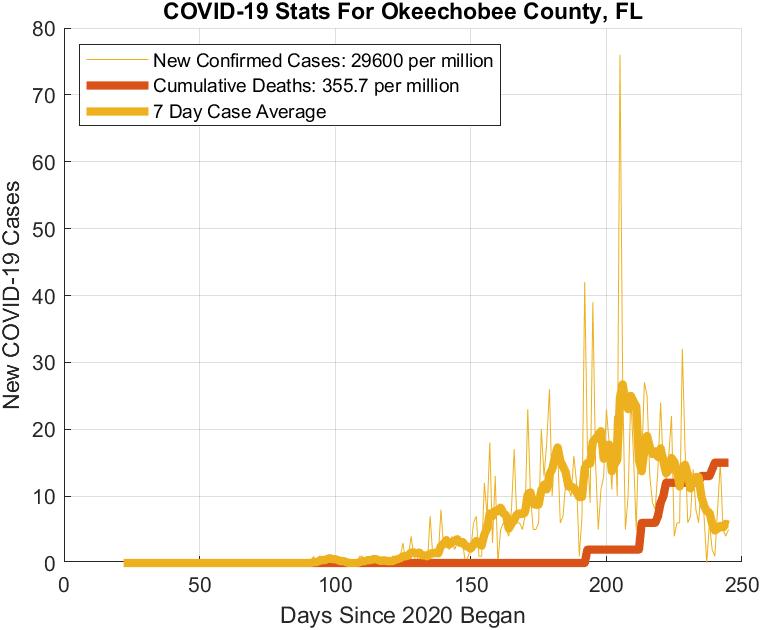 COVID-19 Stats For Okeechobee County, FL
New Confirmed Cases: 29600 per million
Cumulative Deaths: 355.7 per million
7 Day Case Average
New COVID-19 Cases
80
70
60
50
40
30
20
10
0
0 50 100 150 200 250
Days Since 2020 Began